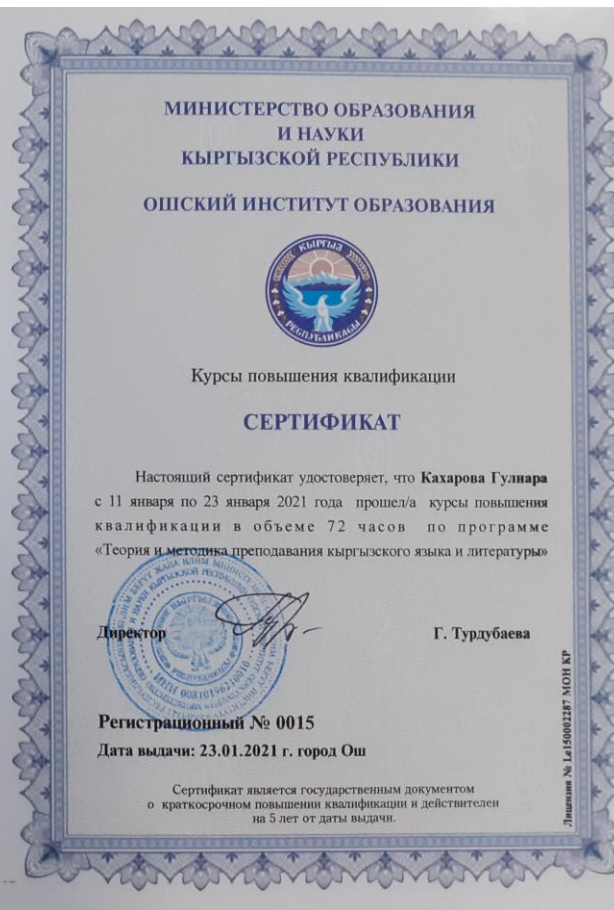 МИНИСТЕРСТВО ОБРАЗОВАНИЯ
И НАУКИ
КЫРГЫЗСКОЙ РЕСПУБЛИКИ
ОШСКИЙ ИНСТИТУТ ОБРАЗОВАНИЯ
КЫРГЫЗ
РЕСПУБЛИКАСЫ
Курсы повышения квалификации
СЕРТИФИКАТ
Настоящий сертификат удостоверяет, что Кахарова Гулнара
с 11 января по 23 января 2021 года прошел/а курсы повышения
квалификации в объеме 72 часов по программе
«Теория и методика преподавания кыргызского языка и литературы»
Директор
Г. Турдубаева
Регистрационный № 0015
Дата выдачи: 23.01.2021 г. город Ош
Сертификат является государственным документом
о краткосрочном повышении квалификации и действителен
на 5 лет от даты выдачи.
Лицензия № Le150002287 МОН КР